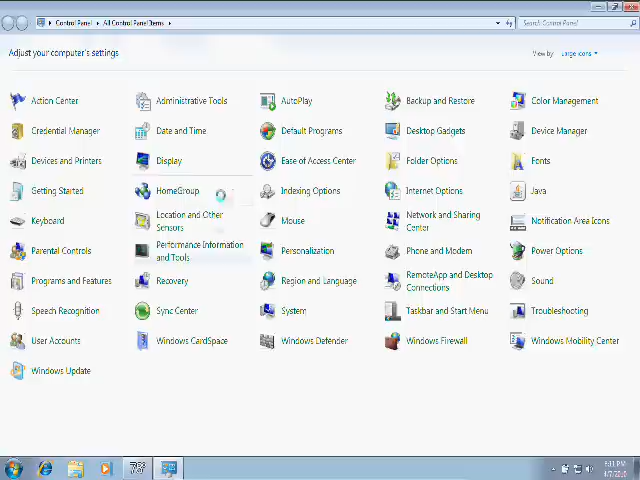 Control Panel ▸ All Control Panel Items ▸
Search Control Panel
Adjust your computer's settings
View by: Large icons
Action Center
Administrative Tools
AutoPlay
Backup and Restore
Color Management
Credential Manager
Date and Time
Default Programs
Desktop Gadgets
Device Manager
Devices and Printers
Display
Ease of Access Center
Folder Options
Fonts
Getting Started
HomeGroup
Indexing Options
Internet Options
Java
Keyboard
Location and Other
Sensors
Mouse
Network and Sharing
Center
Notification Area Icons
Parental Controls
Performance Information
and Tools
Personalization
Phone and Modem
Power Options
Programs and Features
Recovery
Region and Language
RemoteApp and Desktop
Connections
Sound
Speech Recognition
Sync Center
System
Taskbar and Start Menu
Troubleshooting
User Accounts
Windows CardSpace
Windows Defender
Windows Firewall
Windows Mobility Center
Windows Update